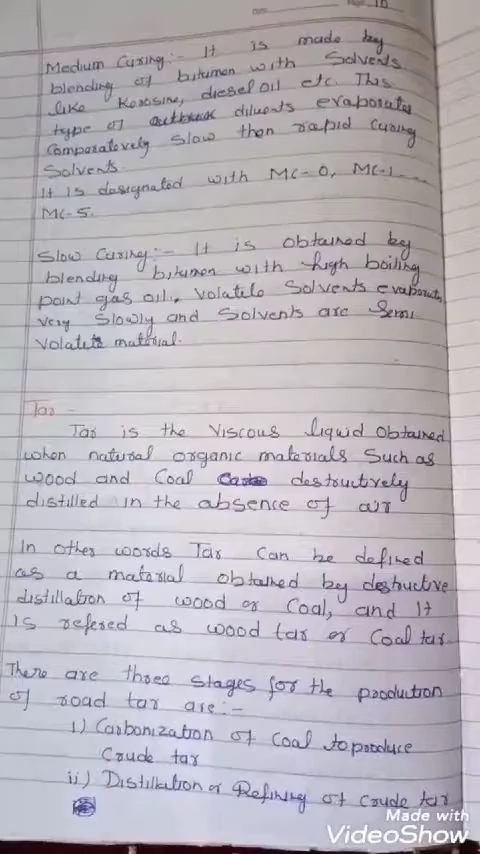 Page 10
Medium Curing:- It is made by
blending of bitumen with Solvents
like Kerosine, diesel oil etc. This
type of cutback diluents evaporates
Comparatevely slow then rapid curing
Solvents.
It is designated with MC-0, MC-1 ----
MC-5.
Slow Curing:- It is obtained by
blending bitumen with high boiling
point gas oil, volatile Solvents evaporates
very slowly and Solvents are Semi
volatile material.
Tar -
Tar is the Viscous liquid obtained
when natural organic materials Such as
wood and Coal destructively
distilled in the absence of air
In other words Tar Can be defined
as a material obtained by destructive
distillation of wood or Coal, and It
is refered as wood tar or Coal tar.
There are three stages for the production
of road tar are:-
i) Carbonization of Coal to produce
Crude tar
ii) Distillation or Refining of Crude tar
Made with
VideoShow